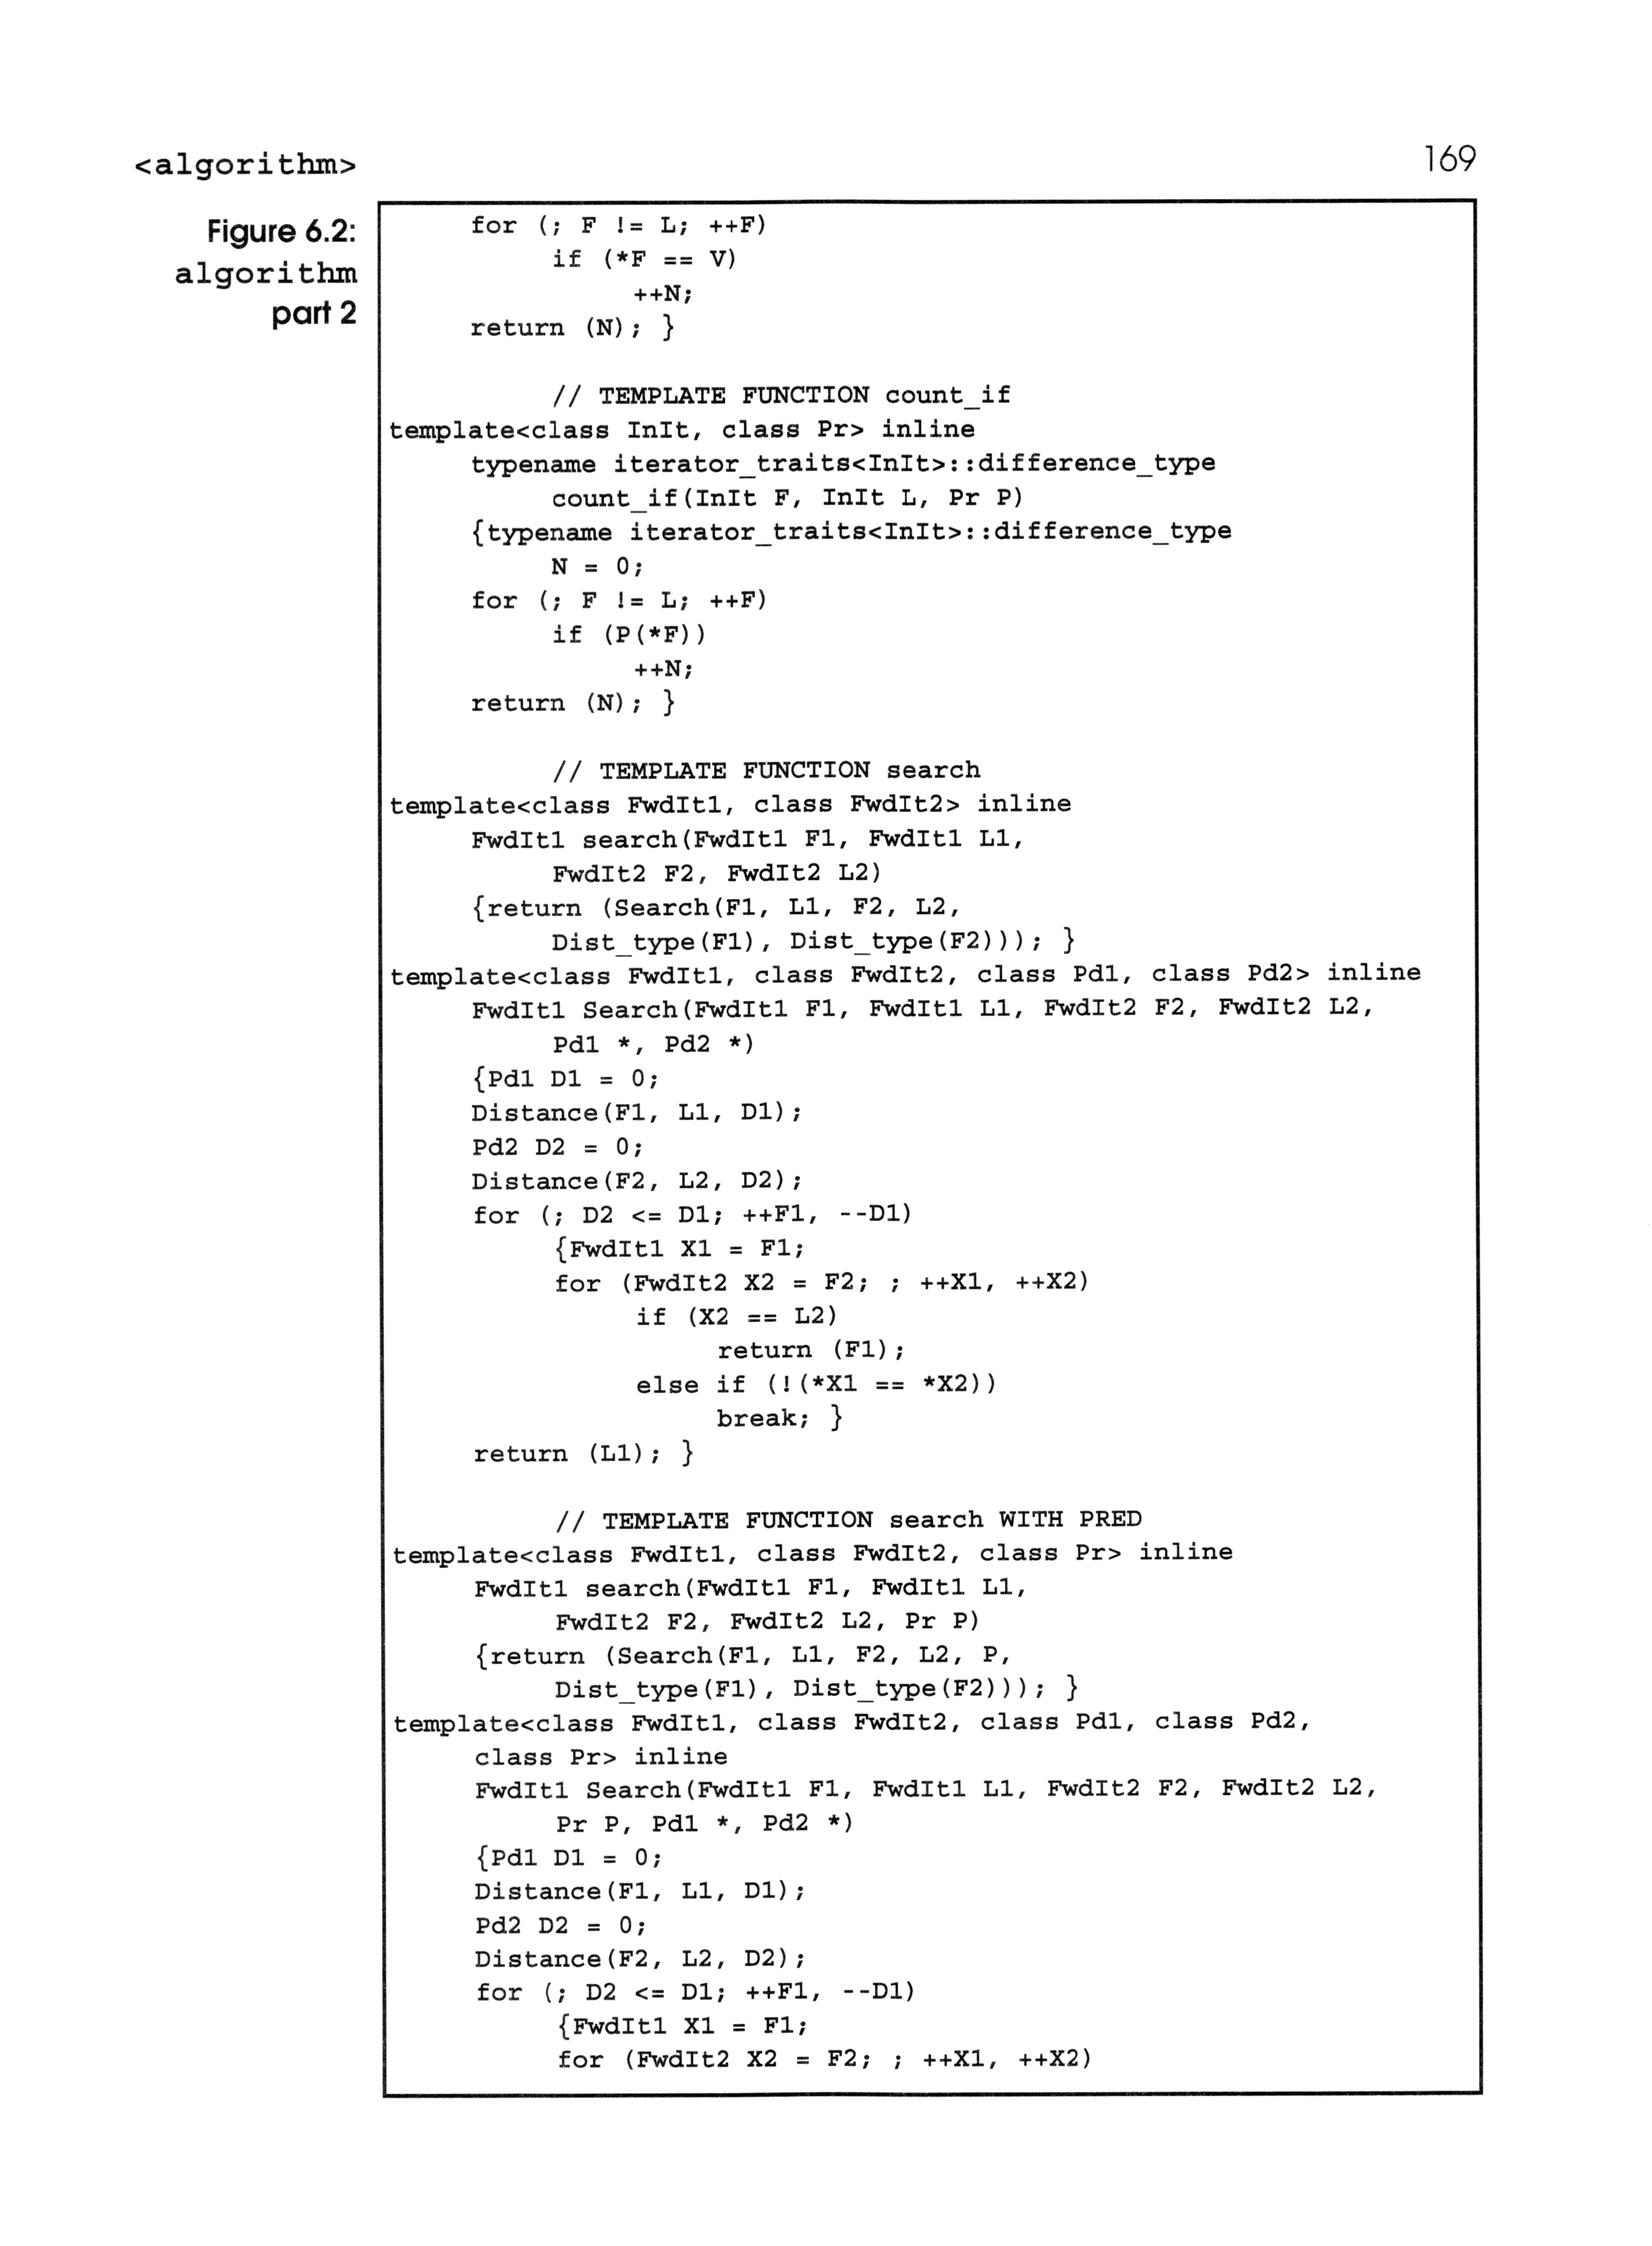 <algorithm>
169
Figure 6.2:
algorithm
part 2
for (; F != L; ++F)
if (*F == V)
++N;
return (N); }
// TEMPLATE FUNCTION count_if
template<class InIt, class Pr> inline
typename iterator_traits<InIt>::difference_type
count_if(InIt F, InIt L, Pr P)
{typename iterator_traits<InIt>::difference_type
N = 0;
for (; F != L; ++F)
if (P(*F))
++N;
return (N); }
// TEMPLATE FUNCTION search
template<class FwdIt1, class FwdIt2> inline
FwdIt1 search(FwdIt1 F1, FwdIt1 L1,
FwdIt2 F2, FwdIt2 L2)
{return (Search(F1, L1, F2, L2,
Dist_type(F1), Dist_type(F2))); }
template<class FwdIt1, class FwdIt2, class Pd1, class Pd2> inline
FwdIt1 Search(FwdIt1 F1, FwdIt1 L1, FwdIt2 F2, FwdIt2 L2,
Pd1 *, Pd2 *)
{Pd1 D1 = 0;
Distance(F1, L1, D1);
Pd2 D2 = 0;
Distance(F2, L2, D2);
for (; D2 <= D1; ++F1, --D1)
{FwdIt1 X1 = F1;
for (FwdIt2 X2 = F2; ; ++X1, ++X2)
if (X2 == L2)
return (F1);
else if (!(*X1 == *X2))
break; }
return (L1); }
// TEMPLATE FUNCTION search WITH PRED
template<class FwdIt1, class FwdIt2, class Pr> inline
FwdIt1 search(FwdIt1 F1, FwdIt1 L1,
FwdIt2 F2, FwdIt2 L2, Pr P)
{return (Search(F1, L1, F2, L2, P,
Dist_type(F1), Dist_type(F2))); }
template<class FwdIt1, class FwdIt2, class Pd1, class Pd2,
class Pr> inline
FwdIt1 Search(FwdIt1 F1, FwdIt1 L1, FwdIt2 F2, FwdIt2 L2,
Pr P, Pd1 *, Pd2 *)
{Pd1 D1 = 0;
Distance(F1, L1, D1);
Pd2 D2 = 0;
Distance(F2, L2, D2);
for (; D2 <= D1; ++F1, --D1)
{FwdIt1 X1 = F1;
for (FwdIt2 X2 = F2; ; ++X1, ++X2)